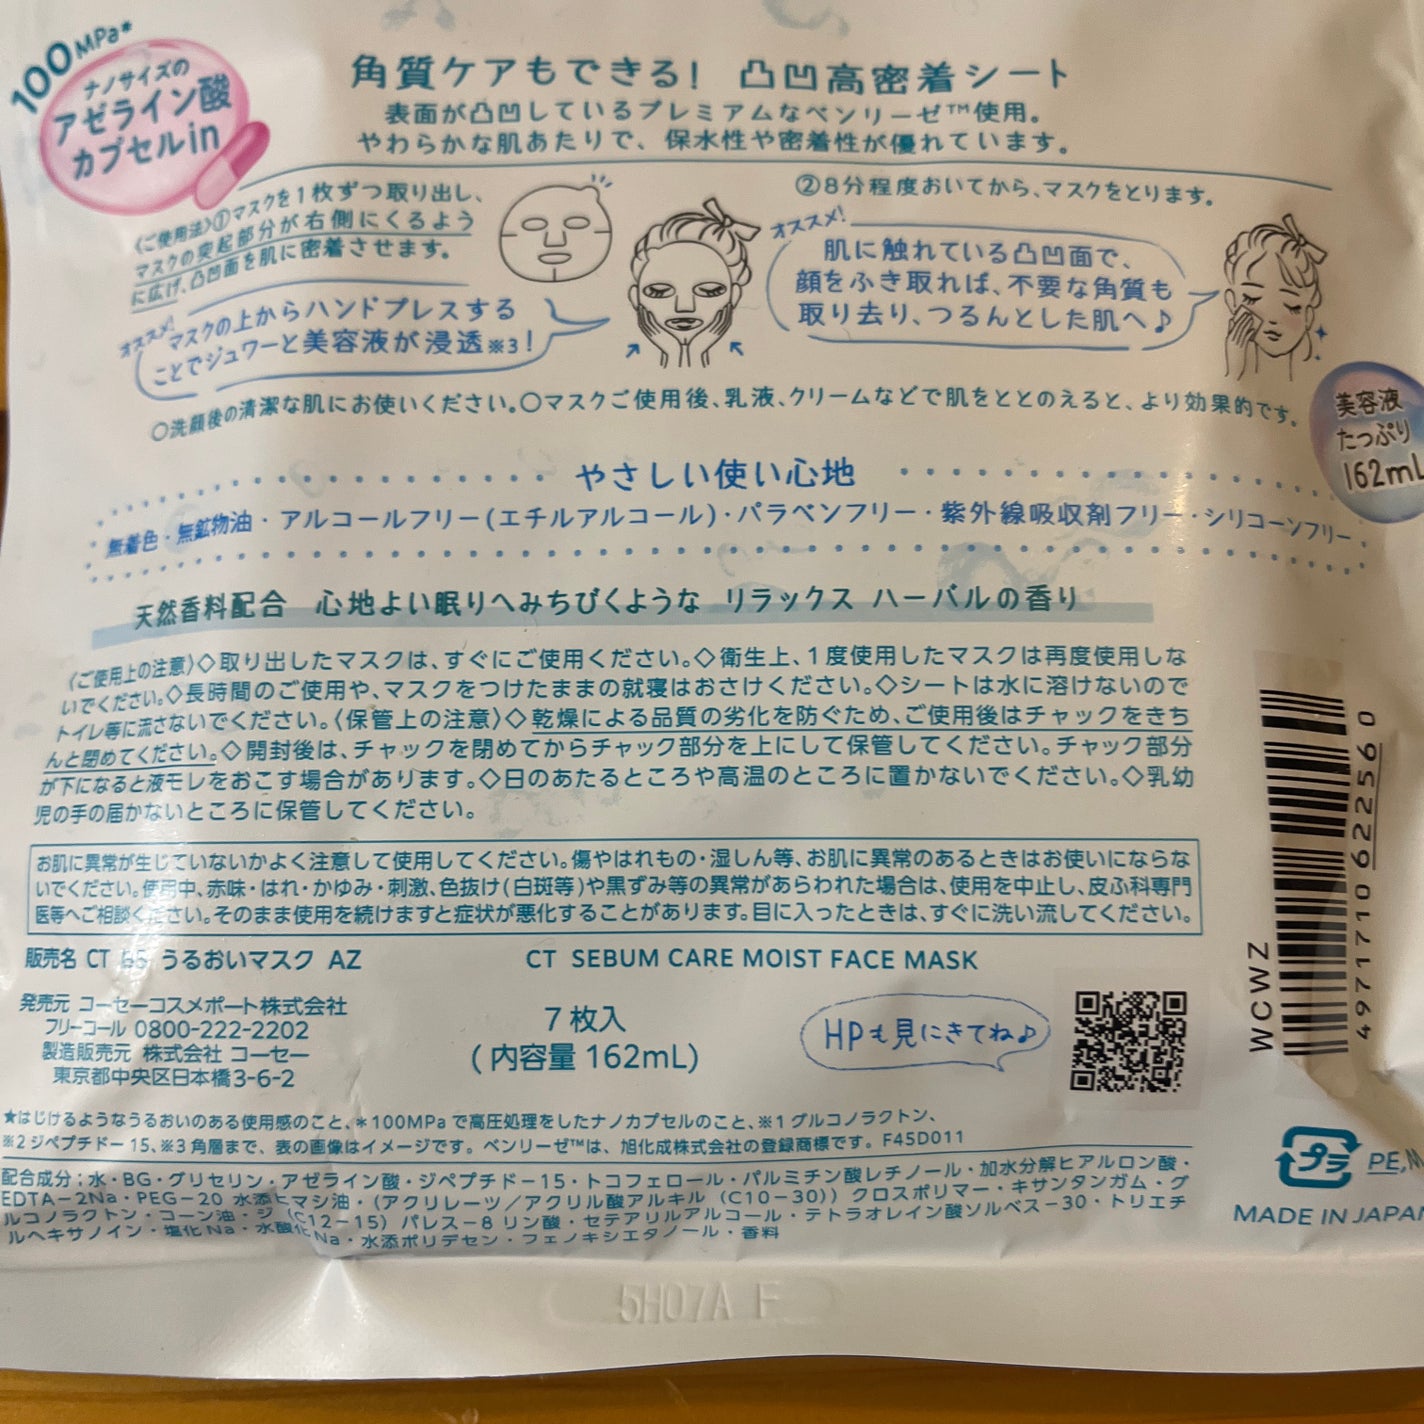 100MPa*
ナノサイズの
アゼライン酸
カプセルin
角質ケアもできる! 凸凹高密着シート
表面が凸凹しているプレミアムなベンリーゼ™使用。
やわらかな肌あたりで、保水性や密着性が優れています。
〈ご使用法〉①マスクを1枚ずつ取り出し、
マスクの突起部分が右側にくるよう
に広げ、凸凹面を肌に密着させます。
オススメ!
マスクの上からハンドプレスする
ことでジュワーと美容液が浸透※3!
②8分程度おいてから、マスクをとります。
オススメ!
肌に触れている凸凹面で、
顔をふき取れば、不要な角質も
取り去り、つるんとした肌へ♪
○洗顔後の清潔な肌にお使いください。○マスクご使用後、乳液、クリームなどで肌をととのえると、より効果的です。
美容液
たっぷり
162mL
やさしい使い心地
無着色・無鉱物油・アルコールフリー(エチルアルコール)・パラベンフリー・紫外線吸収剤フリー・シリコーンフリー
天然香料配合 心地よい眠りへみちびくような リラックス ハーバルの香り
〈ご使用上の注意〉◇取り出したマスクは、すぐにご使用ください。◇衛生上、1度使用したマスクは再度使用しな
いでください。◇長時間のご使用や、マスクをつけたままの就寝はおさけください。◇シートは水に溶けないので
トイレ等に流さないでください。〈保管上の注意〉◇乾燥による品質の劣化を防ぐため、ご使用後はチャックをきち
んと閉めてください。◇開封後は、チャックを閉めてからチャック部分を上にして保管してください。チャック部分
が下になると液モレをおこす場合があります。◇日のあたるところや高温のところに置かないでください。◇乳幼
児の手の届かないところに保管してください。
お肌に異常が生じていないかよく注意して使用してください。傷やはれもの・湿しん等、お肌に異常のあるときはお使いにならな
いでください。使用中、赤味・はれ・かゆみ・刺激、色抜け(白斑等)や黒ずみ等の異常があらわれた場合は、使用を中止し、皮ふ科専門
医等へご相談ください。そのまま使用を続けますと症状が悪化することがあります。目に入ったときは、すぐに洗い流してください。
販売名 CT うるおいマスク AZ
CT SEBUM CARE MOIST FACE MASK
発売元 コーセーコスメポート株式会社
フリーコール 0800-222-2202
製造販売元 株式会社 コーセー
東京都中央区日本橋3-6-2
7枚入
(内容量 162mL)
HPも見にきてね♪
WCWZ
4971710622560
★はじけるようなうるおいのある使用感のこと、＊100MPaで高圧処理をしたナノカプセルのこと、※1グルコノラクトン、
※2ジペプチド－15、※3角層まで、表の画像はイメージです。ベンリーゼ™は、旭化成株式会社の登録商標です。F45D011
配合成分：水・BG・グリセリン・アゼライン酸・ジペプチド－15・トコフェロール・パルミチン酸レチノール・加水分解ヒアルロン酸・
EDTA－2Na・PEG－20 水添ヒマシ油・(アクリレーツ／アクリル酸アルキル (C10－30)) クロスポリマー・キサンタンガム・グ
ルコノラクトン・コーン油・ジ (C12－15) パレス－8 リン酸・セテアリルアルコール・テトラオレイン酸ソルベス－30・トリエチ
ルヘキサノイン・塩化Na・水酸化Na・水添ポリデセン・フェノキシエタノール・香料
プラ
PE,M
MADE IN JAPAN
5H07A F